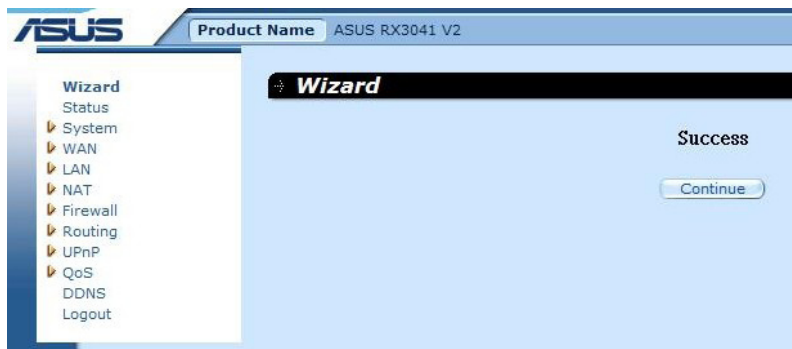 ASUS
Product Name ASUS RX3041 V2
Wizard
Status
System
WAN
LAN
NAT
Firewall
Routing
UPnP
QoS
DDNS
Logout
Wizard
Success
Continue